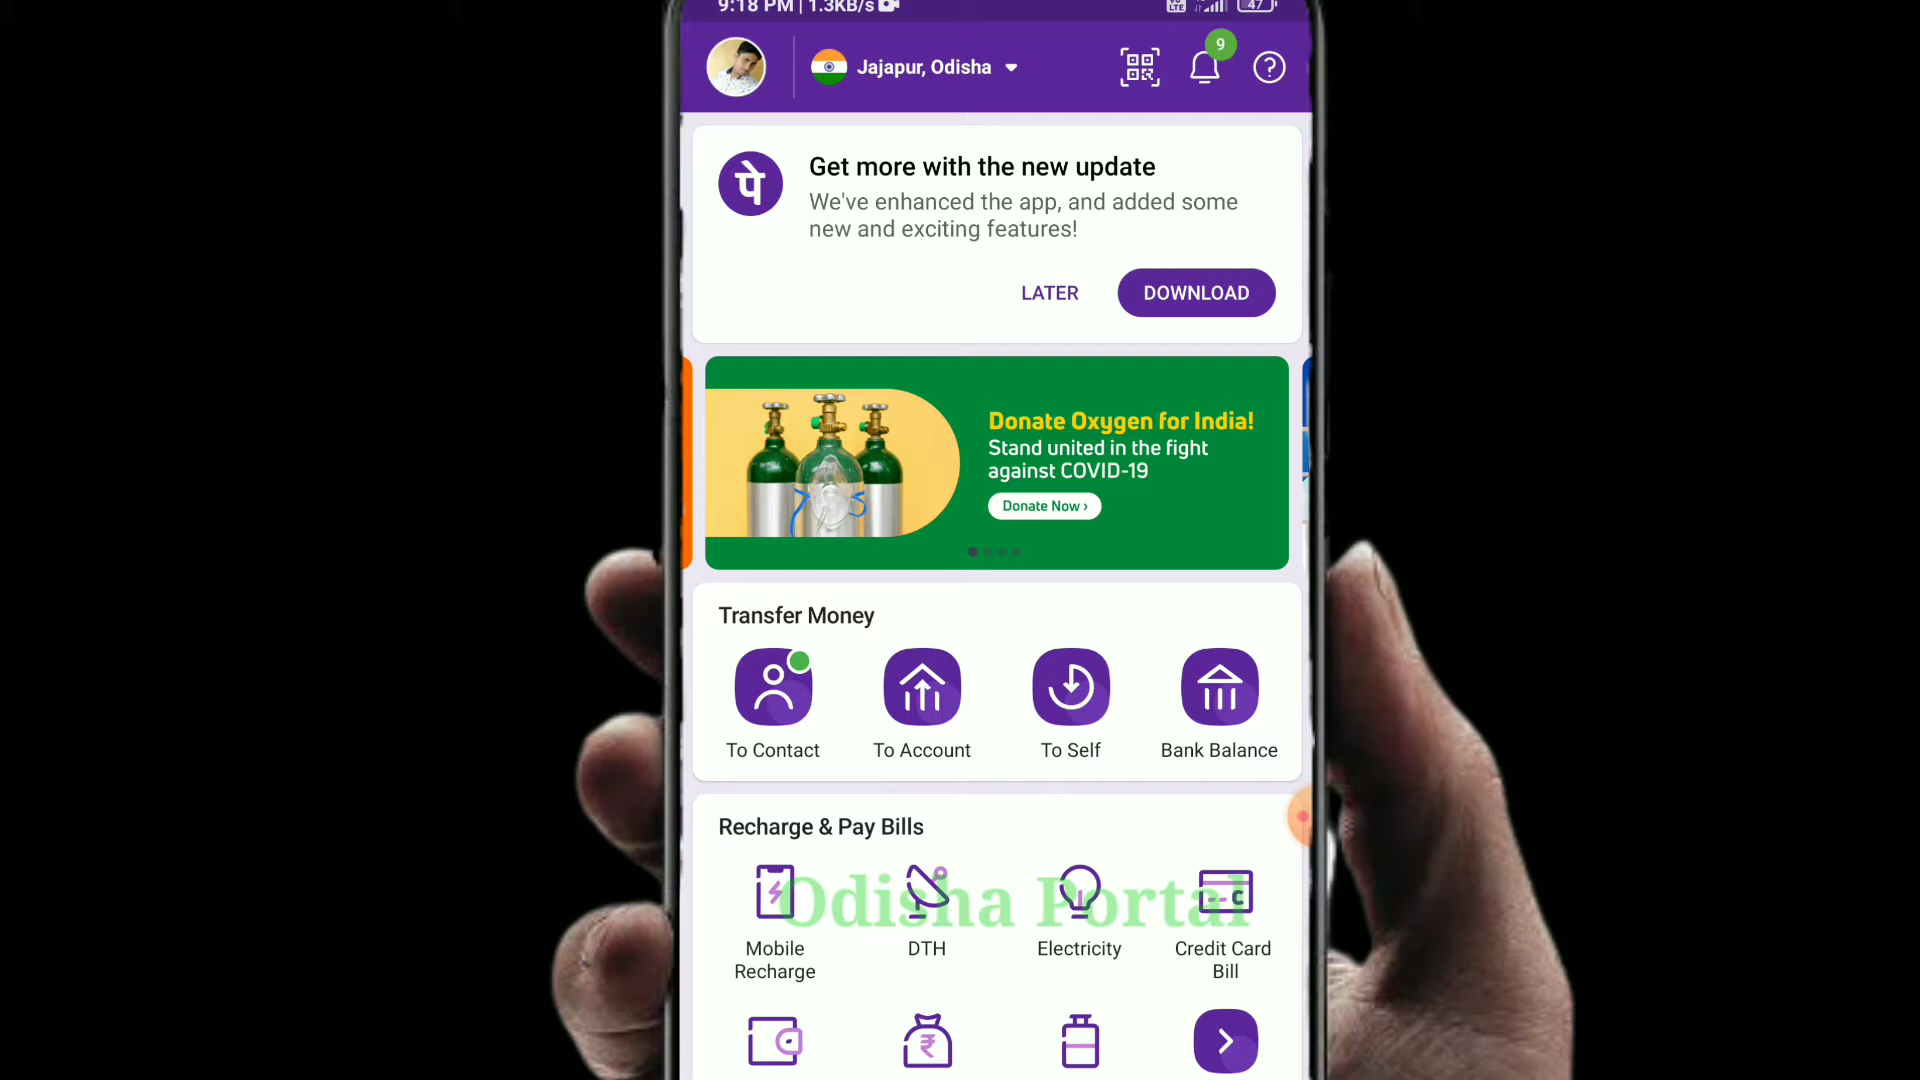 9:18 PM | 1.3KB/s
47
Jajapur, Odisha
9
पे
Get more with the new update
We've enhanced the app, and added some
new and exciting features!
LATER
DOWNLOAD
Donate Oxygen for India!
Stand united in the fight
against COVID-19
Donate Now ›
Transfer Money
To Contact
To Account
To Self
Bank Balance
Recharge & Pay Bills
Odisha Portal
Mobile
Recharge
DTH
Electricity
Credit Card
Bill